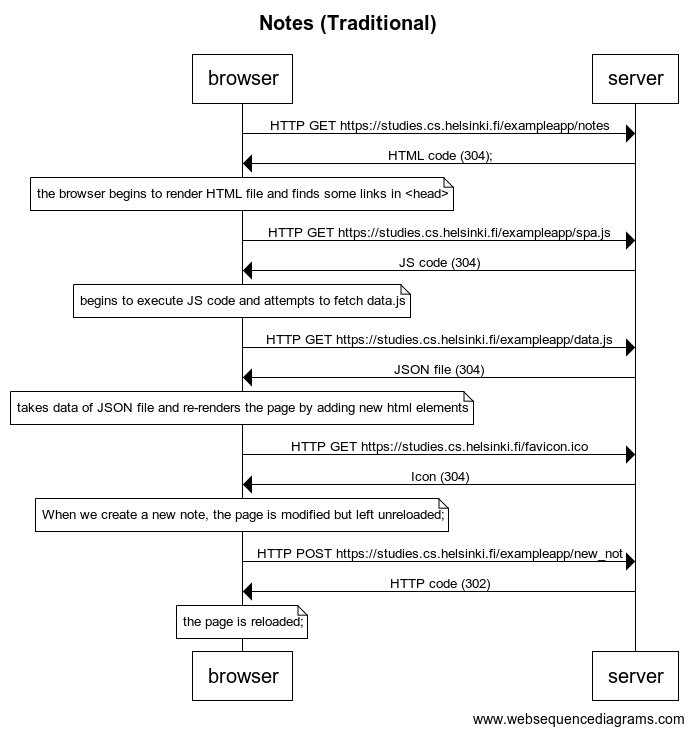 Notes (Traditional)
browser
server
HTTP GET https://studies.cs.helsinki.fi/exampleapp/notes
HTML code (304);
the browser begins to render HTML file and finds some links in <head>
HTTP GET https://studies.cs.helsinki.fi/exampleapp/spa.js
JS code (304)
begins to execute JS code and attempts to fetch data.js
HTTP GET https://studies.cs.helsinki.fi/exampleapp/data.js
JSON file (304)
takes data of JSON file and re-renders the page by adding new html elements
HTTP GET https://studies.cs.helsinki.fi/favicon.ico
Icon (304)
When we create a new note, the page is modified but left unreloaded;
HTTP POST https://studies.cs.helsinki.fi/exampleapp/new_not
HTTP code (302)
the page is reloaded;
browser
server
www.websequencediagrams.com